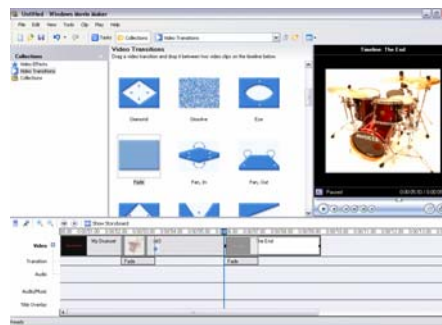 Untitled - Windows Movie Maker
File Edit View Tools Clip Play Help
Tasks Collections Video Transitions
Collections
Video Effects
Video Transitions
Collections
Video Transitions
Drag a video transition and drop it between two video clips on the timeline below.
Diamond Dissolve Eye
Fade Fan, In Fan, Out
Timeline: The End
Paused
Show Storyboard
Video
My Drumset
The End
Transition
Fade Fade
Audio
Audio/Music
Title Overlay
Ready